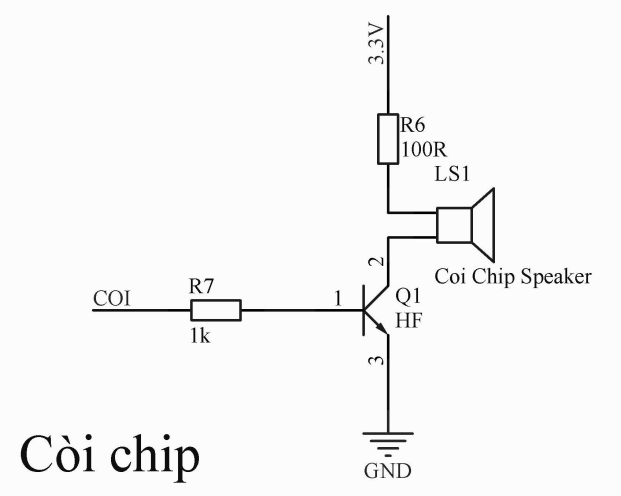 3.3V
R6
100R
LS1
Coi Chip Speaker
2
R7
COI
1
Q1
HF
1k
3
GND
Còi chip